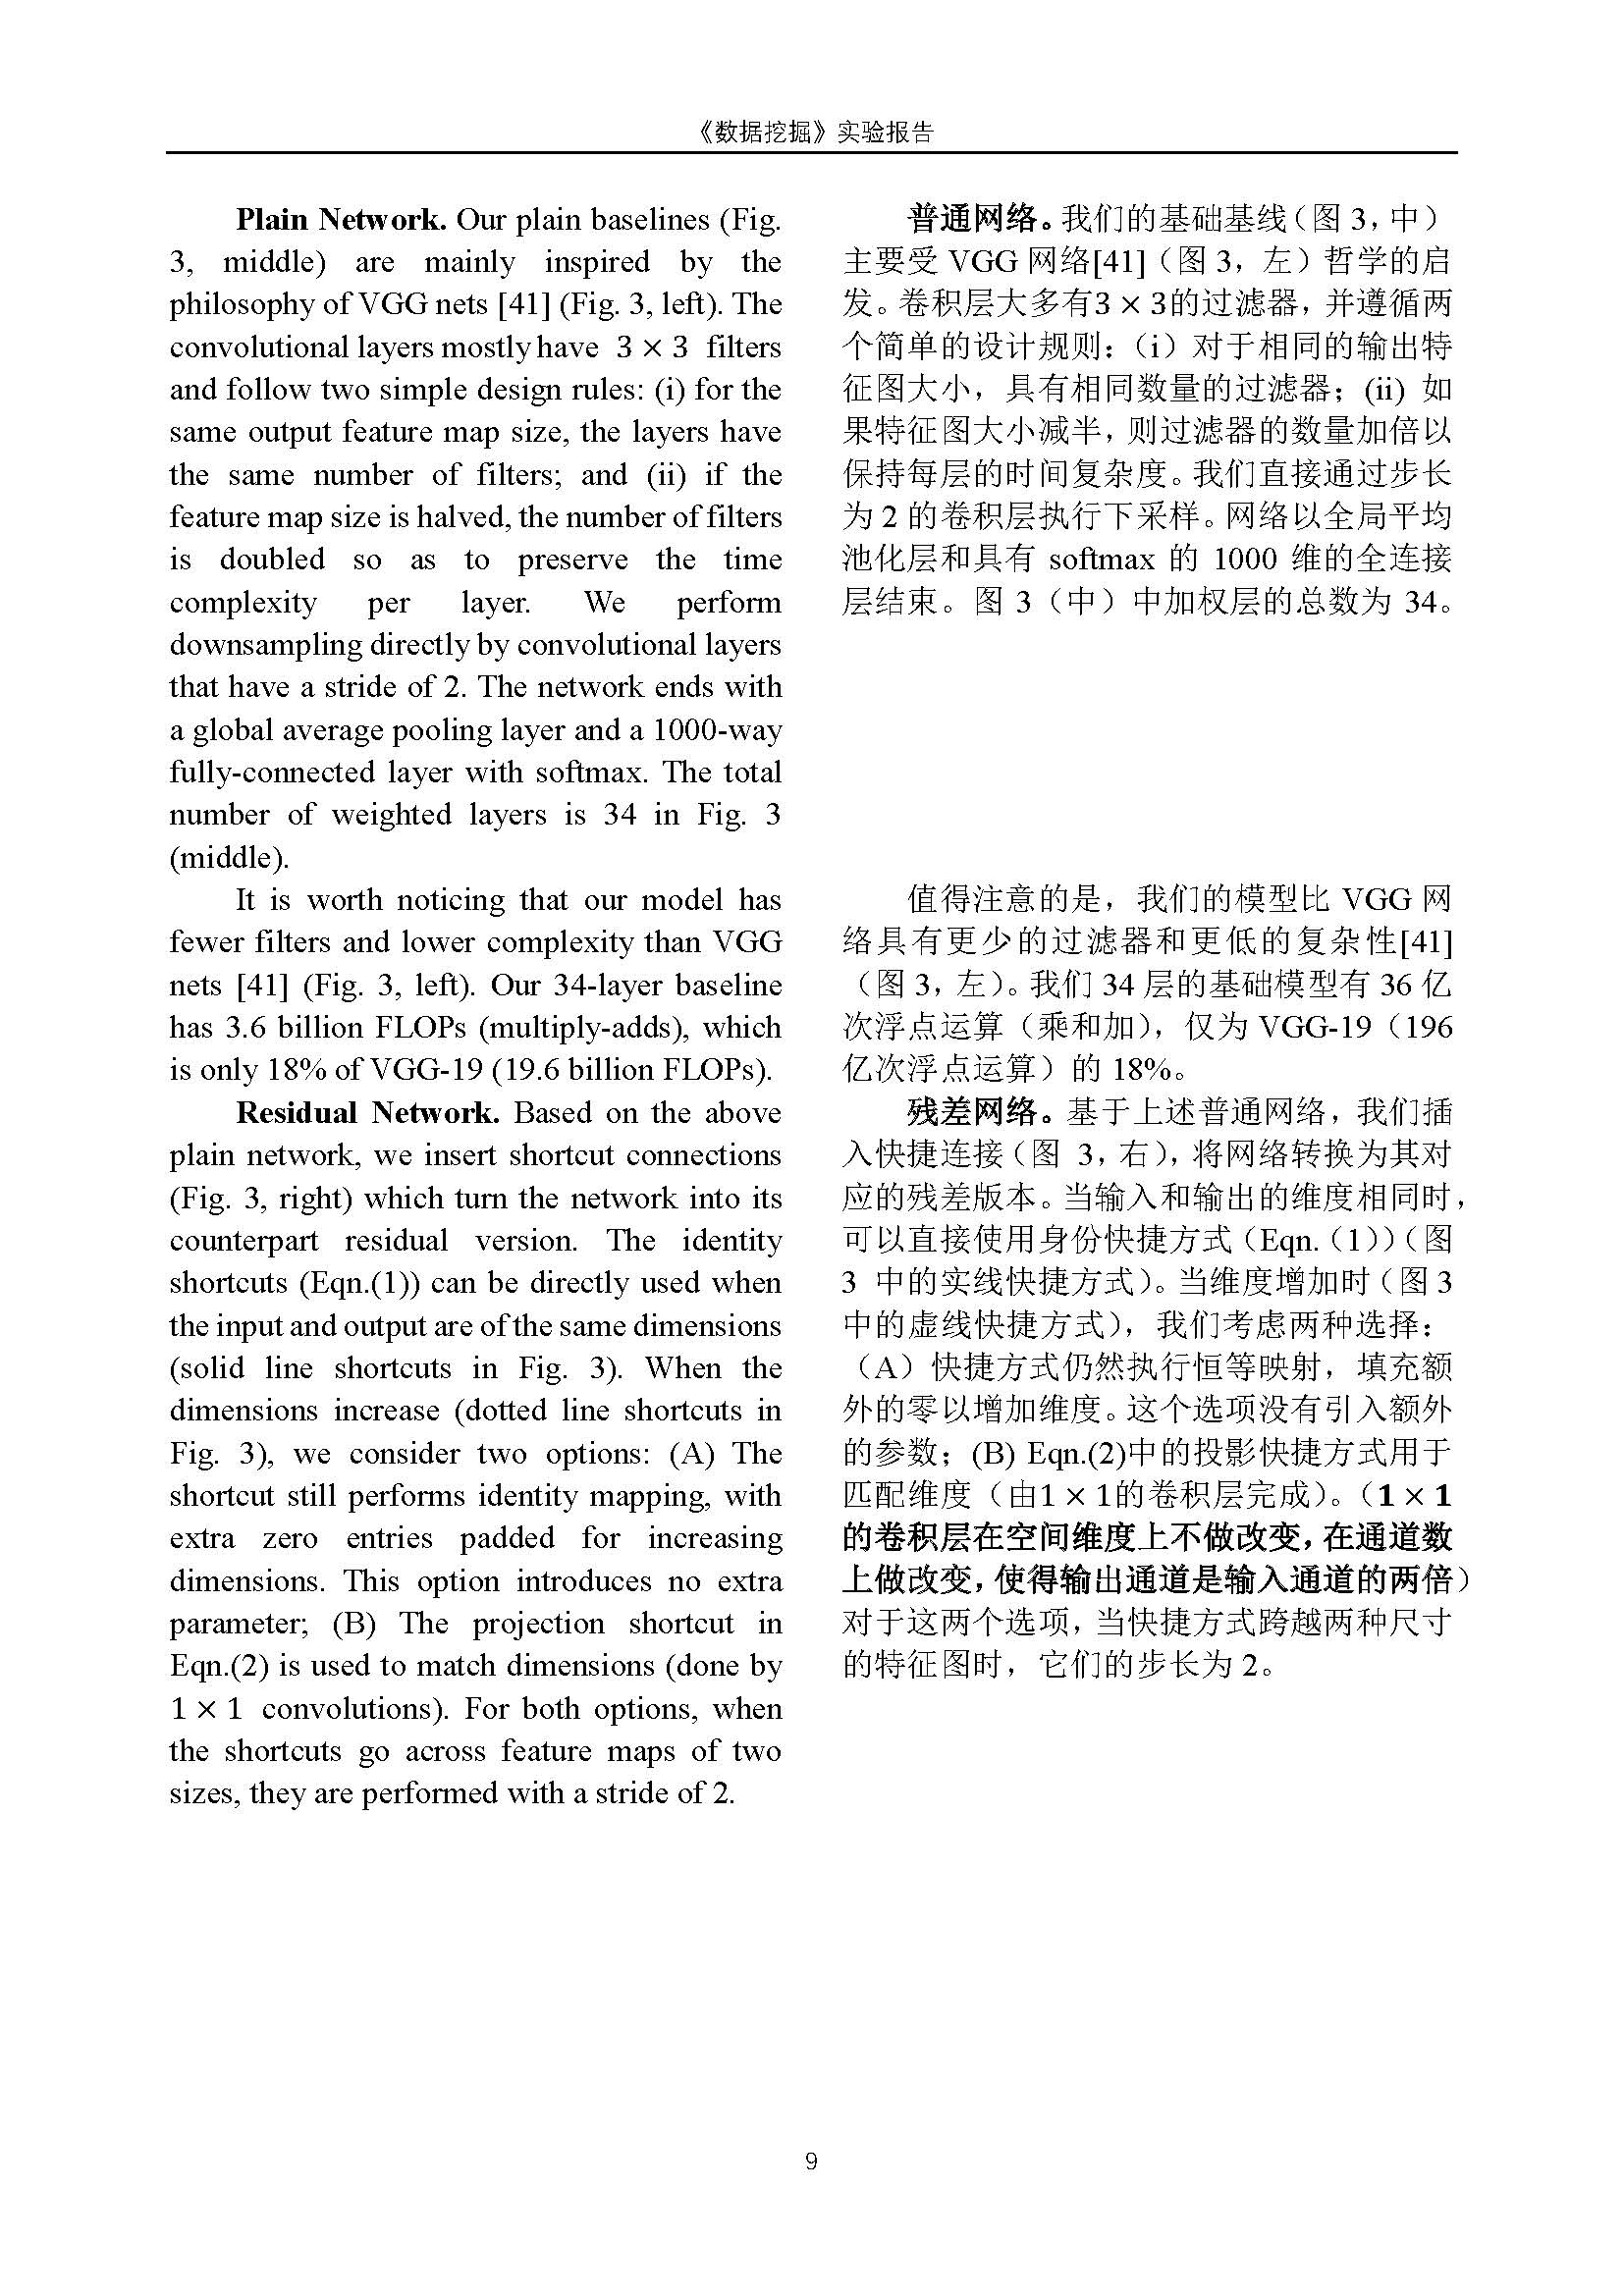 《数据挖掘》实验报告
Plain Network. Our plain baselines (Fig.
3, middle) are mainly inspired by the
philosophy of VGG nets [41] (Fig. 3, left). The
convolutional layers mostly have 3 × 3 filters
and follow two simple design rules: (i) for the
same output feature map size, the layers have
the same number of filters; and (ii) if the
feature map size is halved, the number of filters
is doubled so as to preserve the time
complexity per layer. We perform
downsampling directly by convolutional layers
that have a stride of 2. The network ends with
a global average pooling layer and a 1000-way
fully-connected layer with softmax. The total
number of weighted layers is 34 in Fig. 3
(middle).
It is worth noticing that our model has
fewer filters and lower complexity than VGG
nets [41] (Fig. 3, left). Our 34-layer baseline
has 3.6 billion FLOPs (multiply-adds), which
is only 18% of VGG-19 (19.6 billion FLOPs).
Residual Network. Based on the above
plain network, we insert shortcut connections
(Fig. 3, right) which turn the network into its
counterpart residual version. The identity
shortcuts (Eqn.(1)) can be directly used when
the input and output are of the same dimensions
(solid line shortcuts in Fig. 3). When the
dimensions increase (dotted line shortcuts in
Fig. 3), we consider two options: (A) The
shortcut still performs identity mapping, with
extra zero entries padded for increasing
dimensions. This option introduces no extra
parameter; (B) The projection shortcut in
Eqn.(2) is used to match dimensions (done by
1 × 1 convolutions). For both options, when
the shortcuts go across feature maps of two
sizes, they are performed with a stride of 2.
普通网络。我们的基础基线（图 3，中）
主要受 VGG 网络[41]（图 3，左）哲学的启
发。卷积层大多有3 × 3的过滤器，并遵循两
个简单的设计规则：（i）对于相同的输出特
征图大小，具有相同数量的过滤器；(ii) 如
果特征图大小减半，则过滤器的数量加倍以
保持每层的时间复杂度。我们直接通过步长
为 2 的卷积层执行下采样。网络以全局平均
池化层和具有 softmax 的 1000 维的全连接
层结束。图 3（中）中加权层的总数为 34。
值得注意的是，我们的模型比 VGG 网
络具有更少的过滤器和更低的复杂性[41]
（图 3，左）。我们 34 层的基础模型有 36 亿
次浮点运算（乘和加），仅为 VGG-19（196
亿次浮点运算）的 18%。
残差网络。基于上述普通网络，我们插
入快捷连接（图 3，右），将网络转换为其对
应的残差版本。当输入和输出的维度相同时，
可以直接使用身份快捷方式（Eqn.（1））（图
3 中的实线快捷方式）。当维度增加时（图 3
中的虚线快捷方式），我们考虑两种选择：
（A）快捷方式仍然执行恒等映射，填充额
外的零以增加维度。这个选项没有引入额外
的参数；(B) Eqn.(2)中的投影快捷方式用于
匹配维度（由1 × 1的卷积层完成）。（1 × 1
的卷积层在空间维度上不做改变，在通道数
上做改变，使得输出通道是输入通道的两倍）
对于这两个选项，当快捷方式跨越两种尺寸
的特征图时，它们的步长为 2。
9